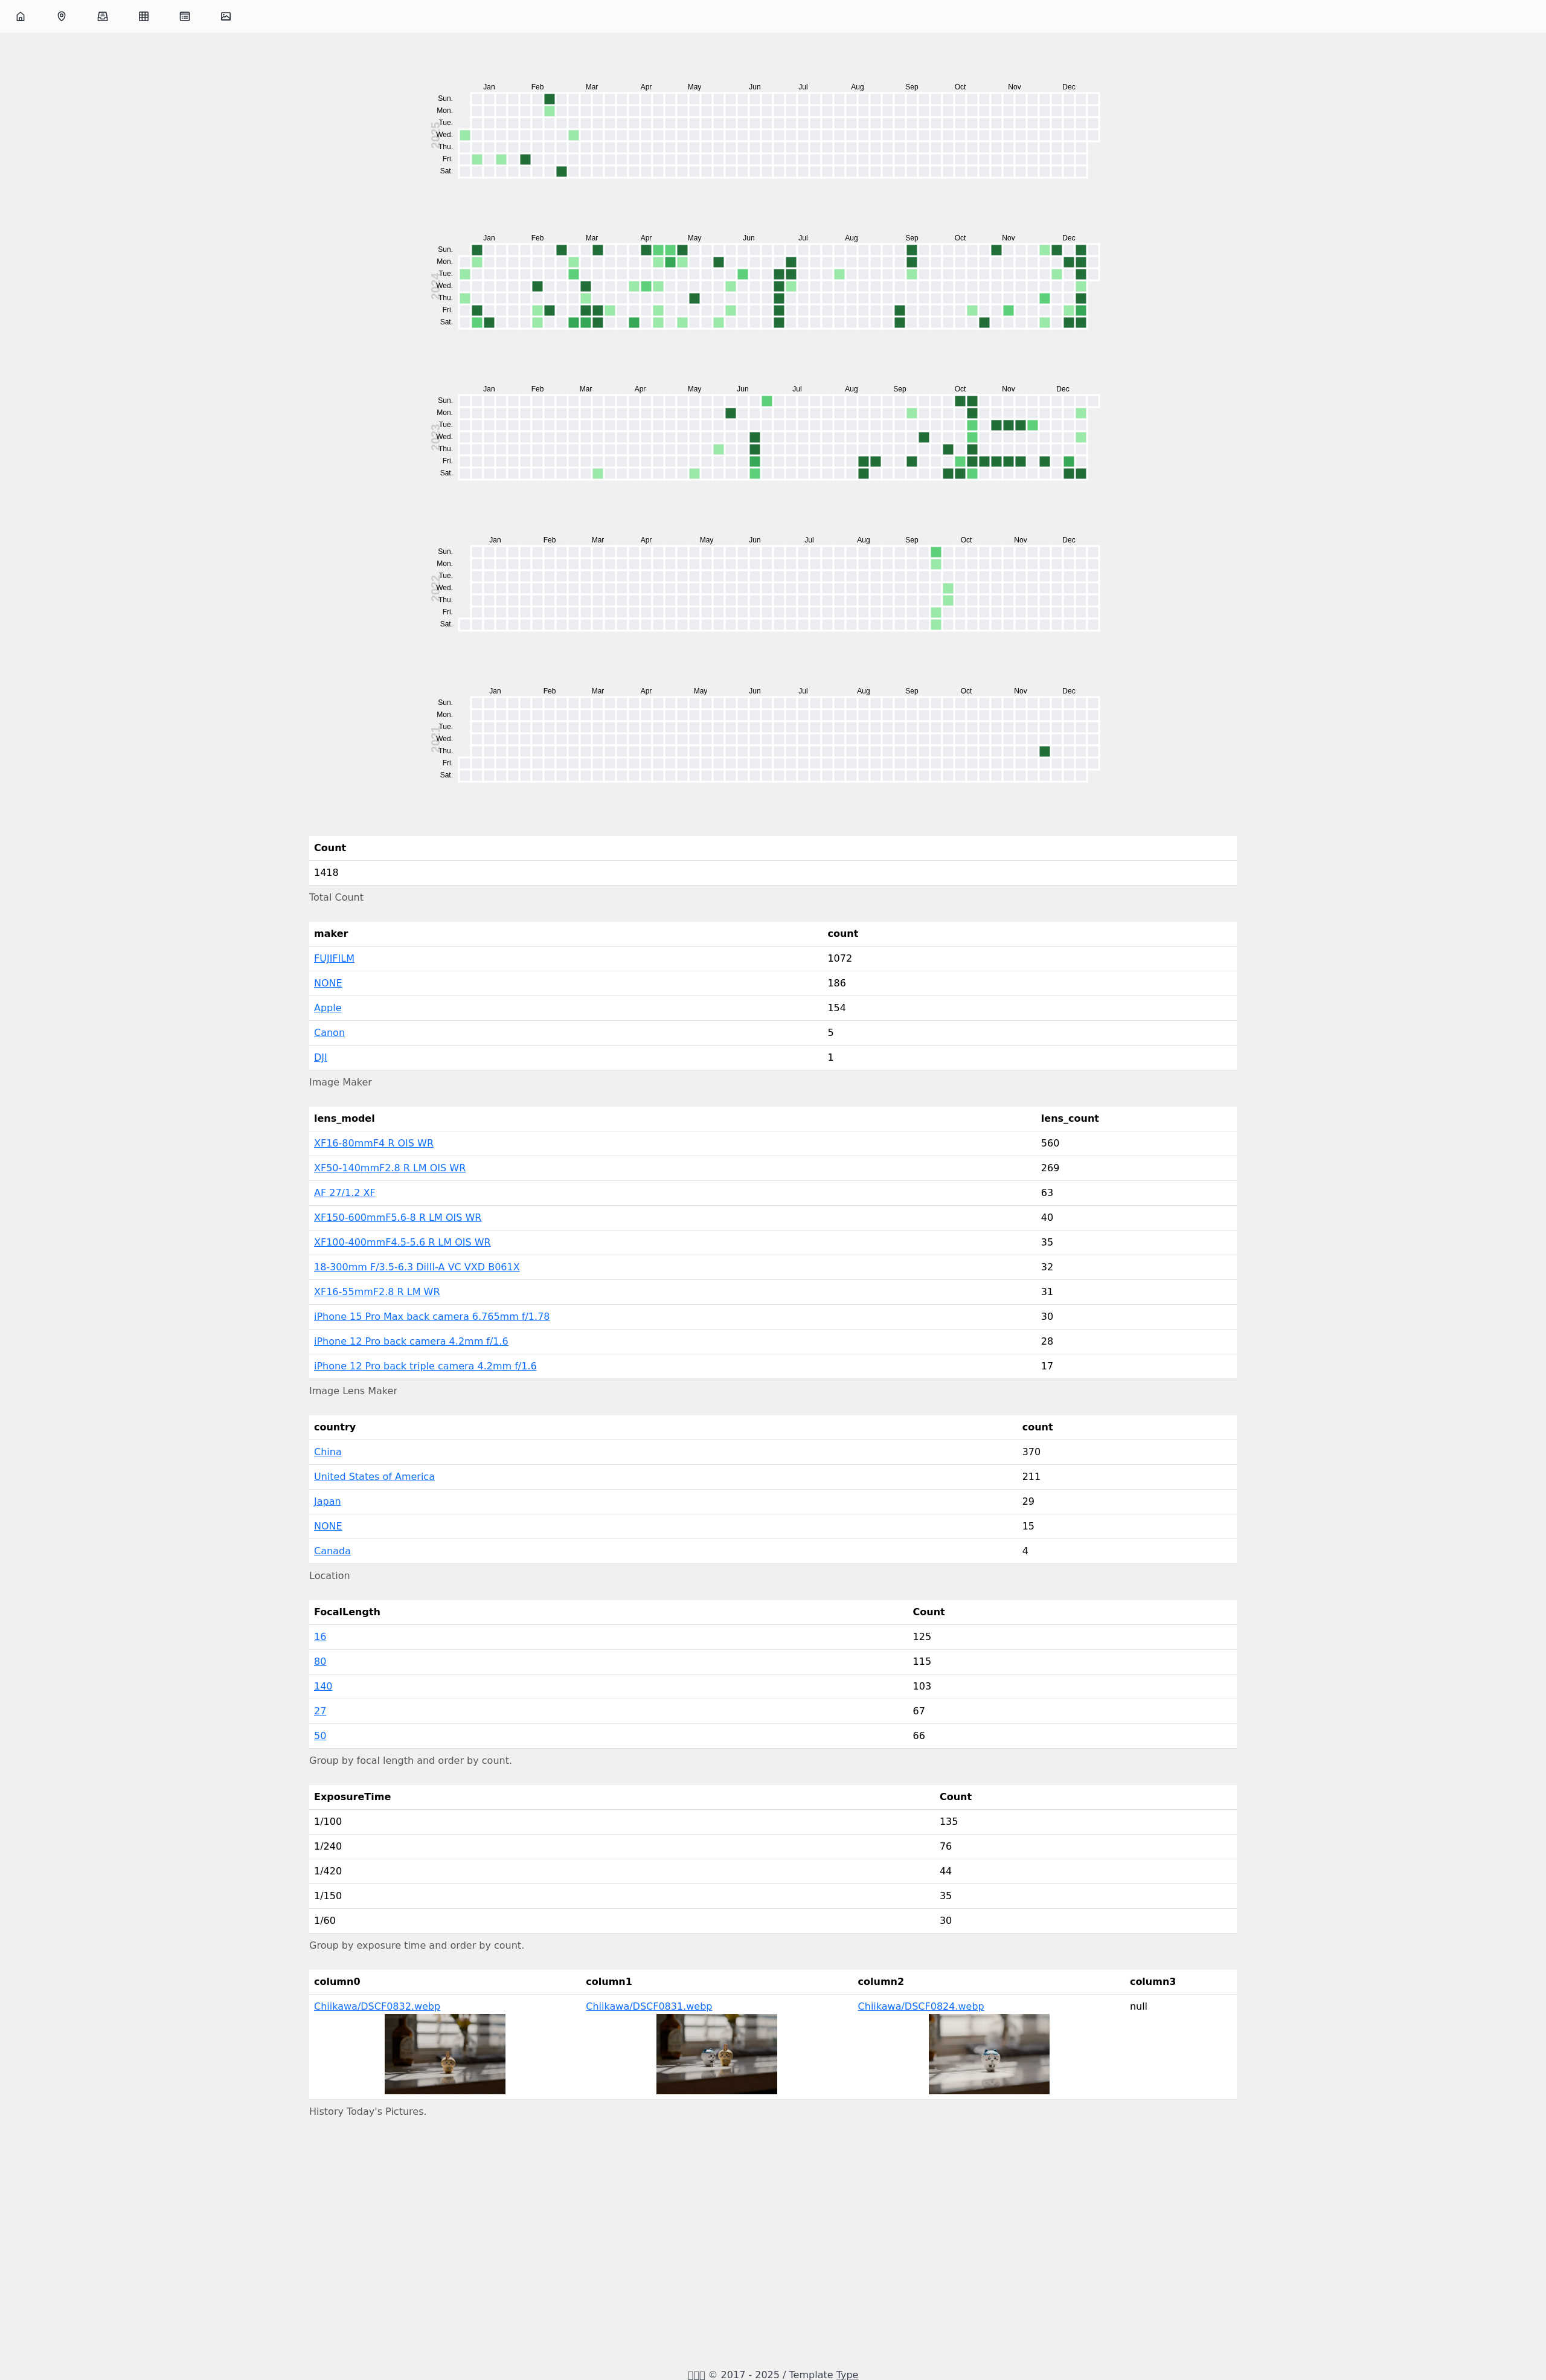 Jan Feb Mar Apr May Jun Jul Aug Sep Oct Nov Dec
Sun.
Mon.
Tue.
2025
Wed.
Thu.
Fri.
Sat.
Jan Feb Mar Apr May Jun Jul Aug Sep Oct Nov Dec
Sun.
Mon.
Tue.
2024
Wed.
Thu.
Fri.
Sat.
Jan Feb Mar Apr May Jun Jul Aug Sep Oct Nov Dec
Sun.
Mon.
Tue.
2023
Wed.
Thu.
Fri.
Sat.
Jan Feb Mar Apr May Jun Jul Aug Sep Oct Nov Dec
Sun.
Mon.
Tue.
2022
Wed.
Thu.
Fri.
Sat.
Jan Feb Mar Apr May Jun Jul Aug Sep Oct Nov Dec
Sun.
Mon.
Tue.
2021
Wed.
Thu.
Fri.
Sat.
Count
1418
Total Count
maker count
FUJIFILM 1072
NONE 186
Apple 154
Canon 5
DJI 1
Image Maker
lens_model lens_count
XF16-80mmF4 R OIS WR 560
XF50-140mmF2.8 R LM OIS WR 269
AF 27/1.2 XF 63
XF150-600mmF5.6-8 R LM OIS WR 40
XF100-400mmF4.5-5.6 R LM OIS WR 35
18-300mm F/3.5-6.3 DiIII-A VC VXD B061X 32
XF16-55mmF2.8 R LM WR 31
iPhone 15 Pro Max back camera 6.765mm f/1.78 30
iPhone 12 Pro back camera 4.2mm f/1.6 28
iPhone 12 Pro back triple camera 4.2mm f/1.6 17
Image Lens Maker
country count
China 370
United States of America 211
Japan 29
NONE 15
Canada 4
Location
FocalLength Count
16 125
80 115
140 103
27 67
50 66
Group by focal length and order by count.
ExposureTime Count
1/100 135
1/240 76
1/420 44
1/150 35
1/60 30
Group by exposure time and order by count.
column0 column1 column2 column3
Chiikawa/DSCF0832.webp Chiikawa/DSCF0831.webp Chiikawa/DSCF0824.webp null
History Today's Pictures.
© 2017 - 2025 / Template Type